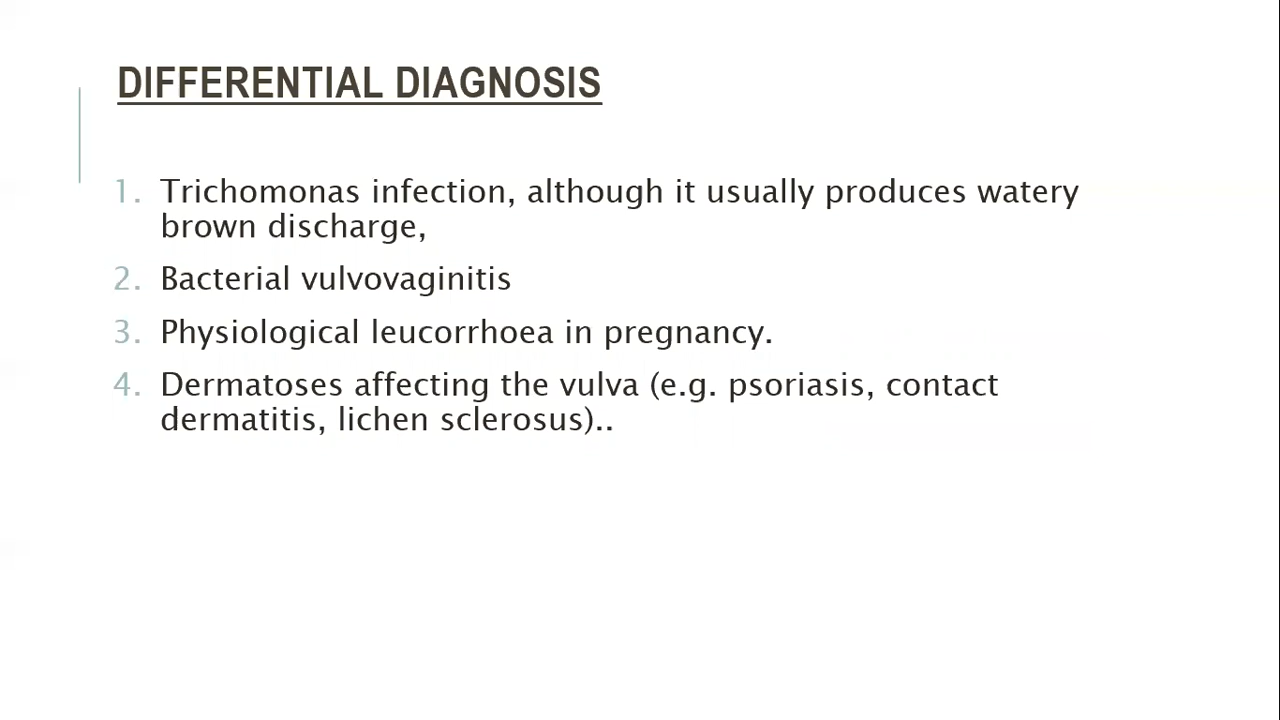 DIFFERENTIAL DIAGNOSIS
1. Trichomonas infection, although it usually produces watery
brown discharge,
2. Bacterial vulvovaginitis
3. Physiological leucorrhoea in pregnancy.
4. Dermatoses affecting the vulva (e.g. psoriasis, contact
dermatitis, lichen sclerosus)..